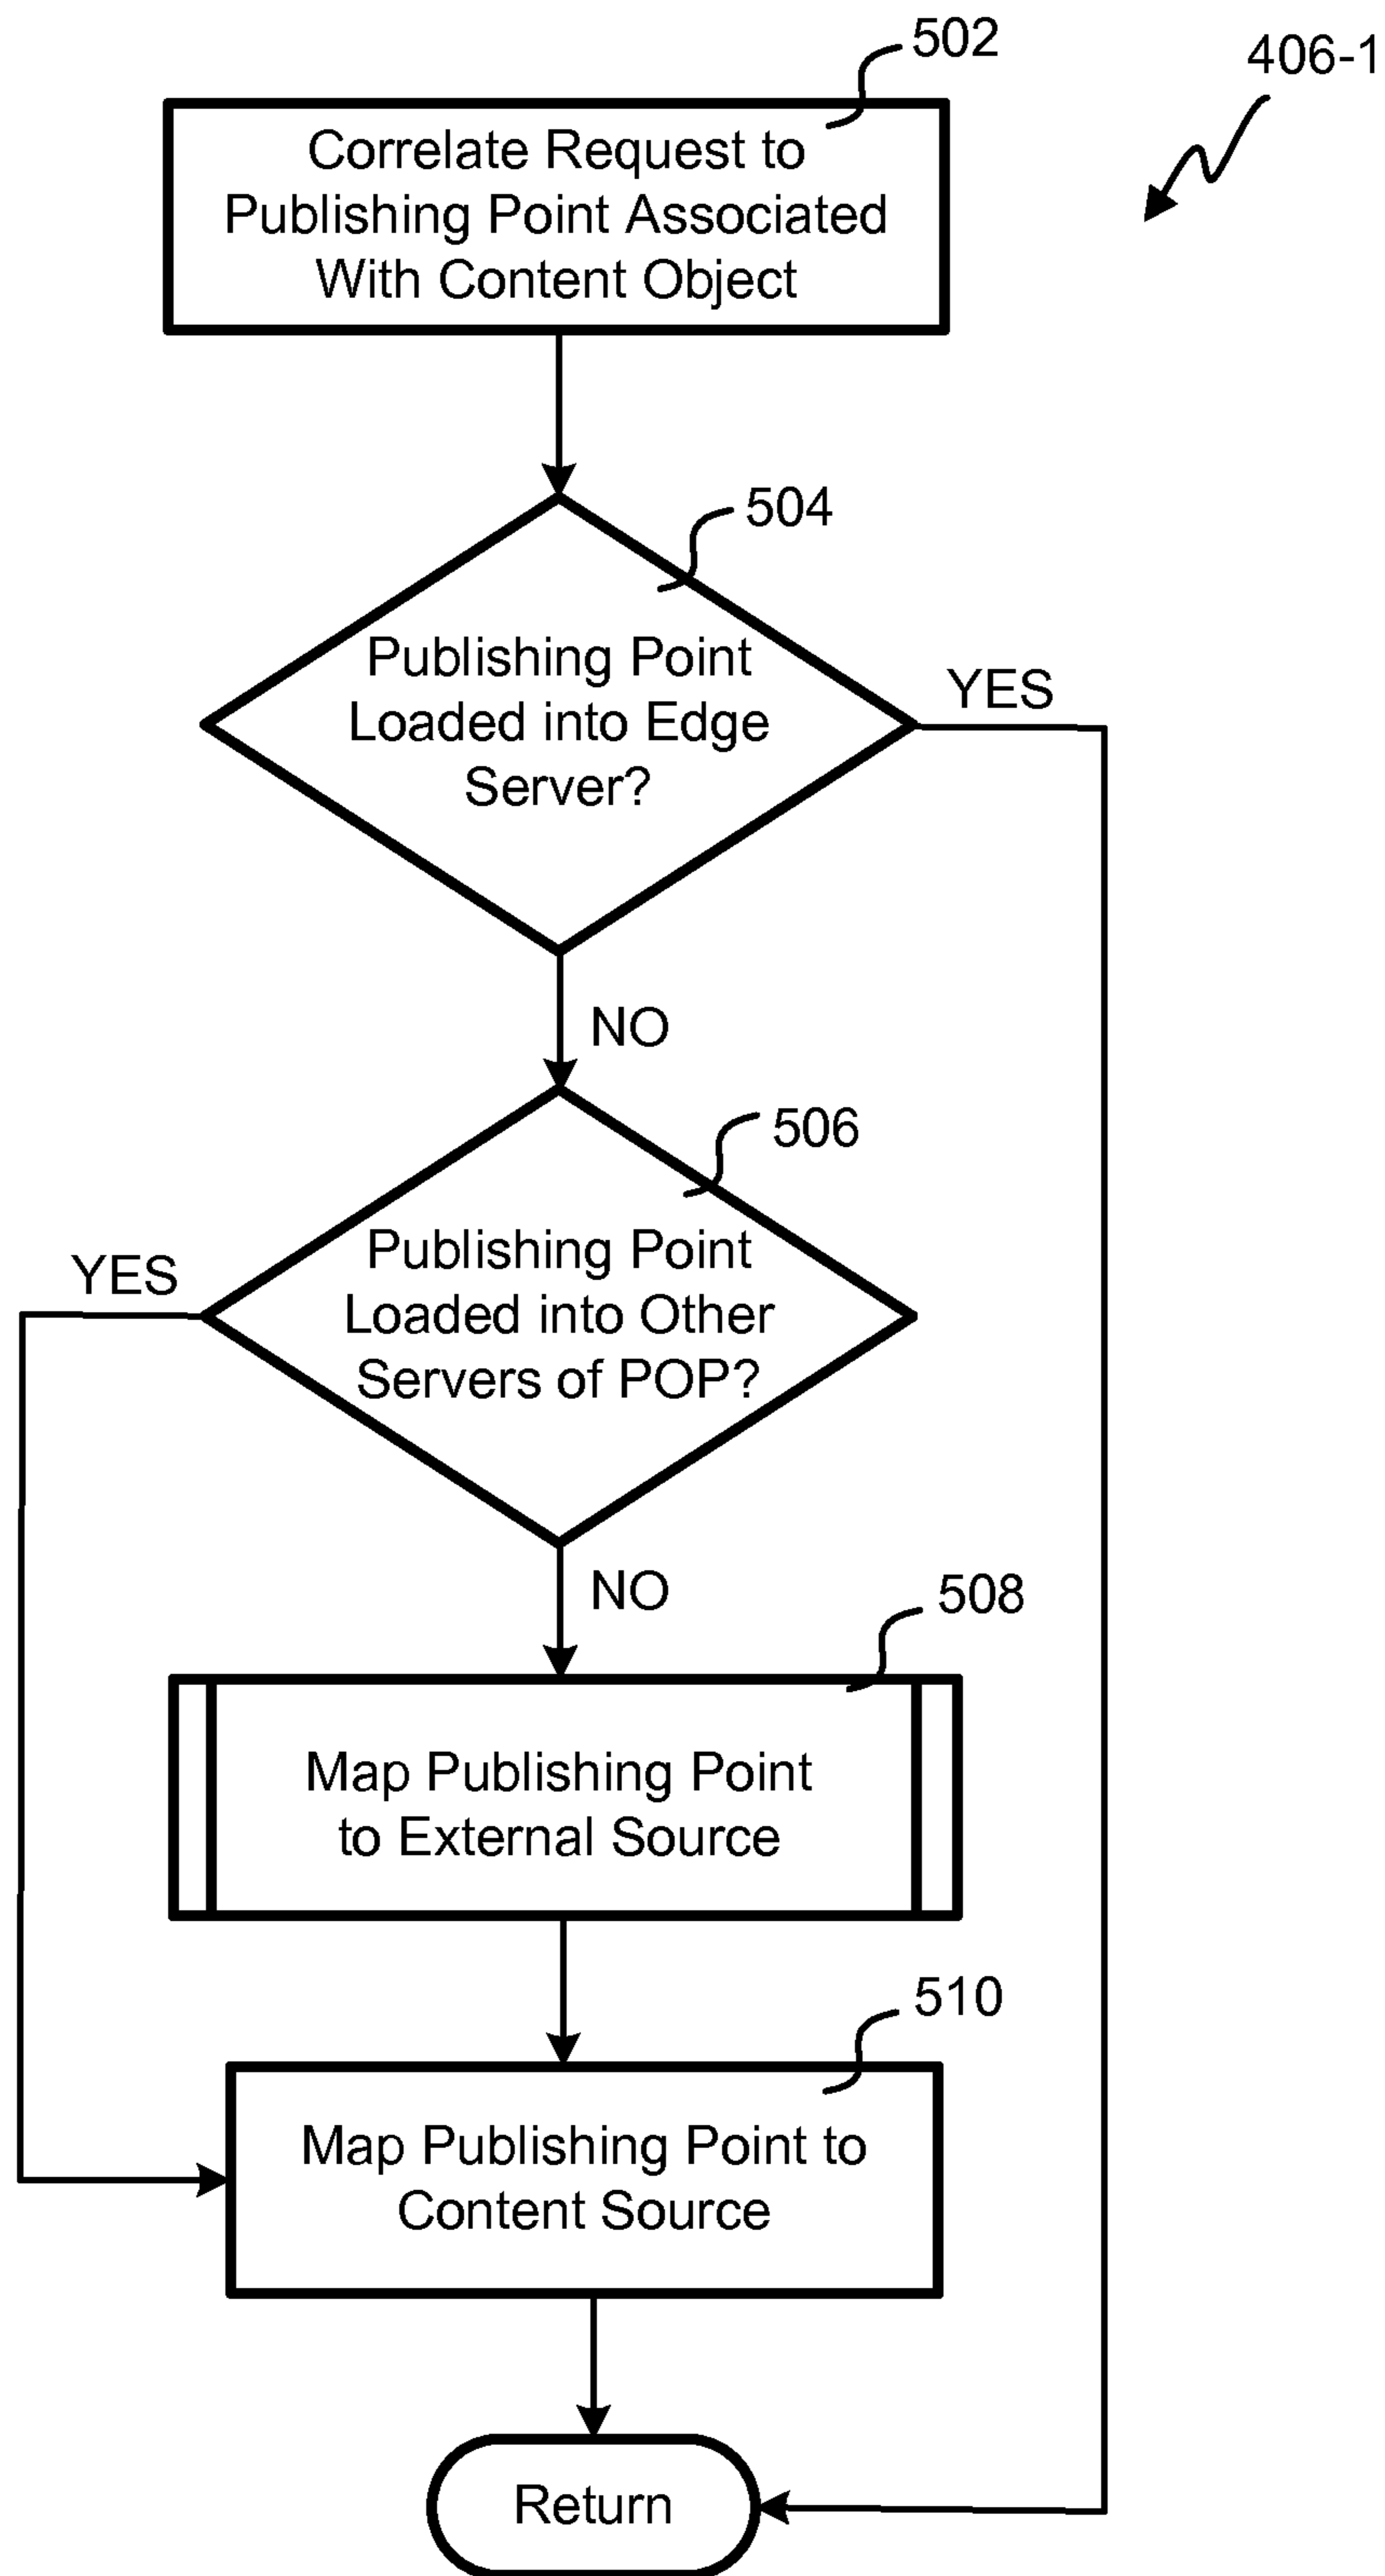 502
406-1
Correlate Request to
Publishing Point Associated
With Content Object
504
Publishing Point
Loaded into Edge
Server?
YES
NO
506
Publishing Point
Loaded into Other
Servers of POP?
YES
NO
508
Map Publishing Point
to External Source
510
Map Publishing Point to
Content Source
Return